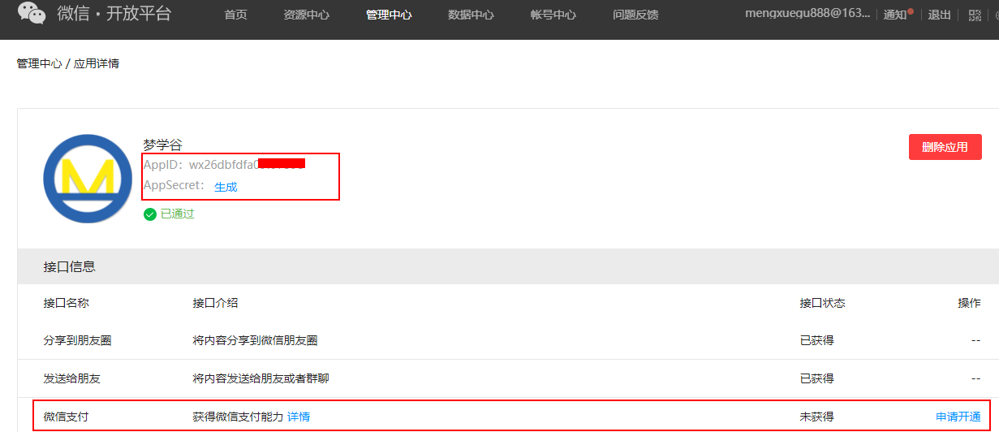 微信·开放平台 首页 资源中心 管理中心 数据中心 帐号中心 问题反馈 mengxuegu888@163... 通知 退出
管理中心 / 应用详情
梦学谷
AppID: wx26dbfdfa0
AppSecret: 生成
已通过
删除应用
接口信息
接口名称 接口介绍 接口状态 操作
分享到朋友圈 将内容分享到微信朋友圈 已获得 --
发送给朋友 将内容发送给朋友或者群聊 已获得 --
微信支付 获得微信支付能力 详情 未获得 申请开通